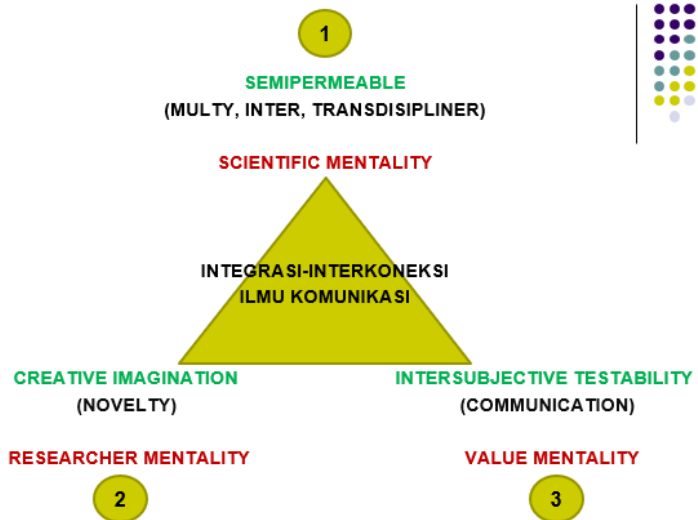 1
SEMIPERMEABLE
(MULTY, INTER, TRANSDISIPLINER)
SCIENTIFIC MENTALITY
INTEGRASI-INTERKONEKSI
ILMU KOMUNIKASI
CREATIVE IMAGINATION
(NOVELTY)
RESEARCHER MENTALITY
2
INTERSUBJECTIVE TESTABILITY
(COMMUNICATION)
VALUE MENTALITY
3